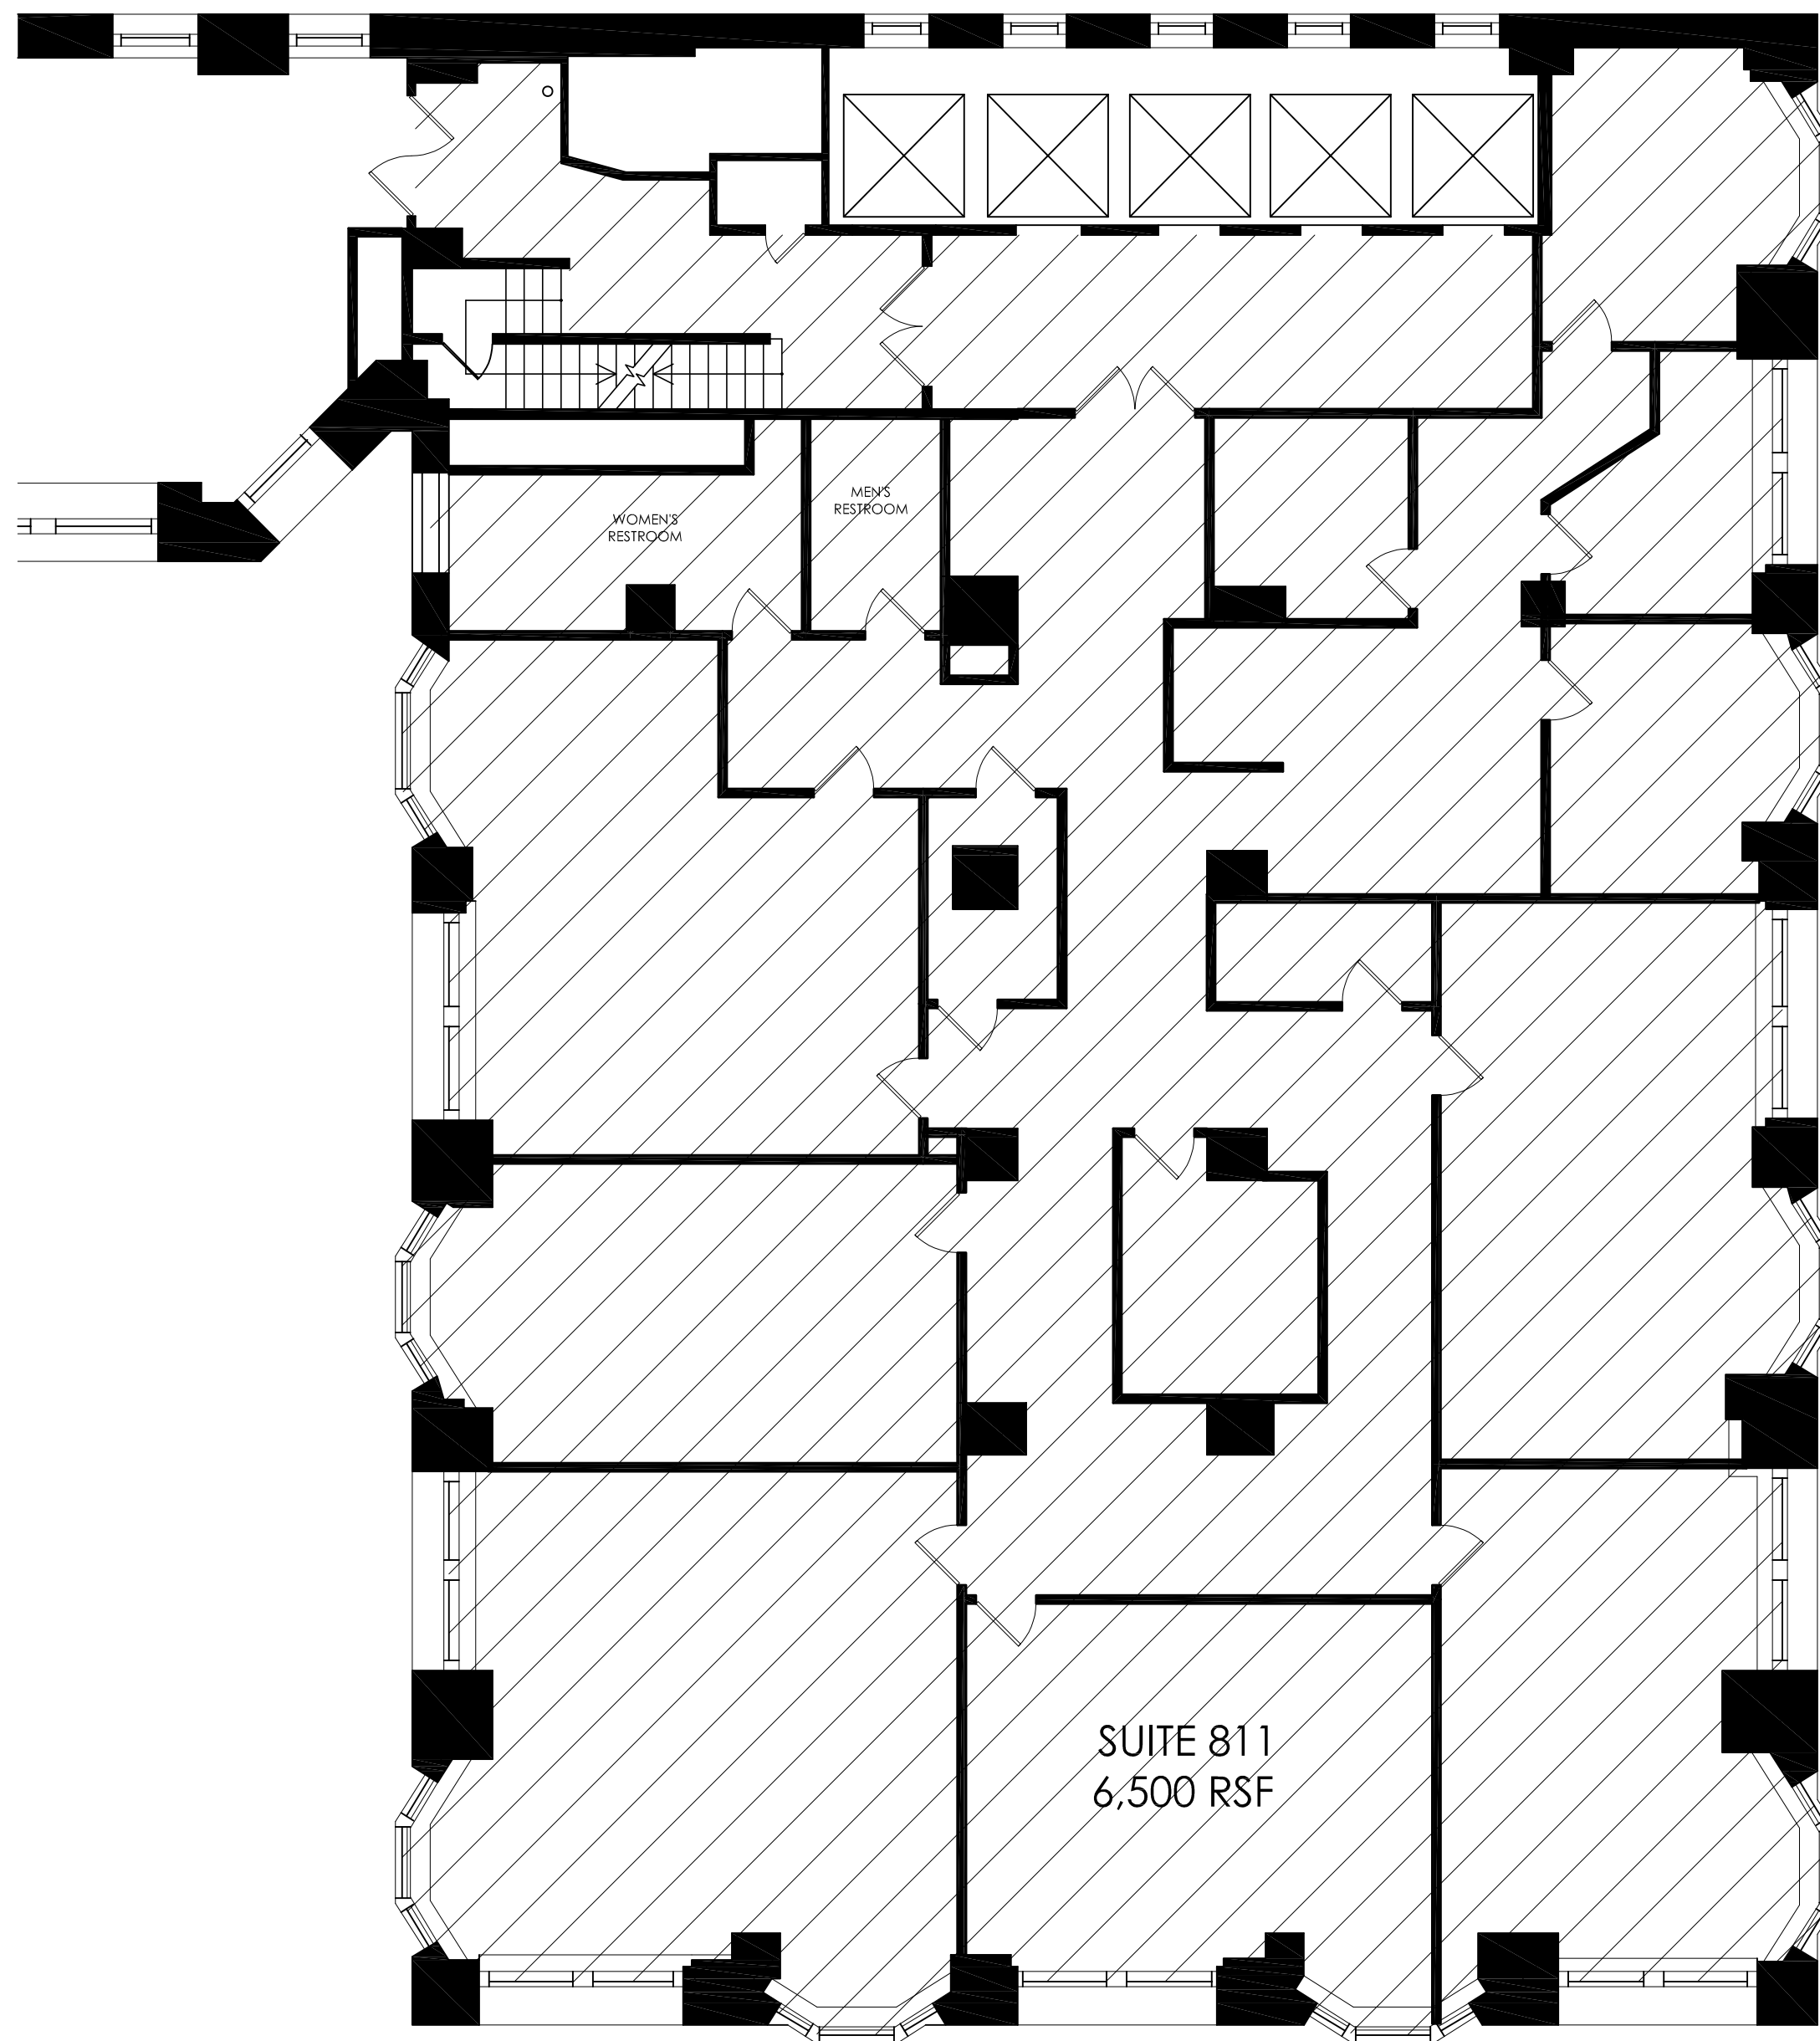 MEN'S
RESTROOM
WOMEN'S
RESTROOM
SUITE 811
6,500 RSF